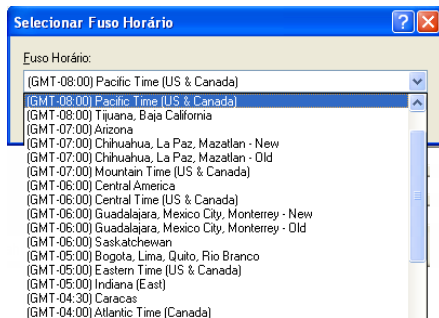 Selecionar Fuso Horário
Fuso Horário:
(GMT-08:00) Pacific Time (US & Canada)
(GMT-08:00) Pacific Time (US & Canada)
(GMT-08:00) Tijuana, Baja California
(GMT-07:00) Arizona
(GMT-07:00) Chihuahua, La Paz, Mazatlan - New
(GMT-07:00) Chihuahua, La Paz, Mazatlan - Old
(GMT-07:00) Mountain Time (US & Canada)
(GMT-06:00) Central America
(GMT-06:00) Central Time (US & Canada)
(GMT-06:00) Guadalajara, Mexico City, Monterrey - New
(GMT-06:00) Guadalajara, Mexico City, Monterrey - Old
(GMT-06:00) Saskatchewan
(GMT-05:00) Bogota, Lima, Quito, Rio Branco
(GMT-05:00) Eastern Time (US & Canada)
(GMT-05:00) Indiana (East)
(GMT-04:30) Caracas
(GMT-04:00) Atlantic Time (Canada)